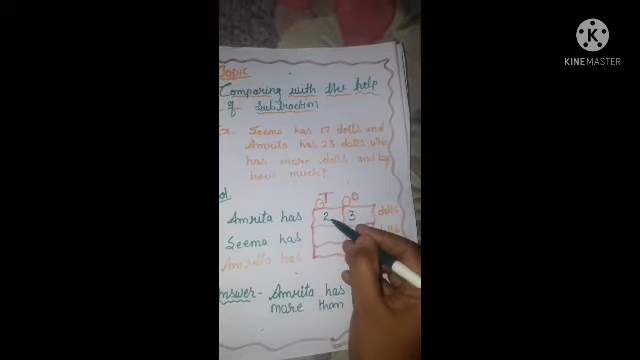 Topic
Comparing with the help
of Subtraction
Ex. Seema has 17 dolls and
Amrita has 23 dolls who
has more dolls and by
how much?
T O
Amrita has 2 3 dolls
Seema has
Amrita has
Answer - Amrita has
more than
K
KINEMASTER